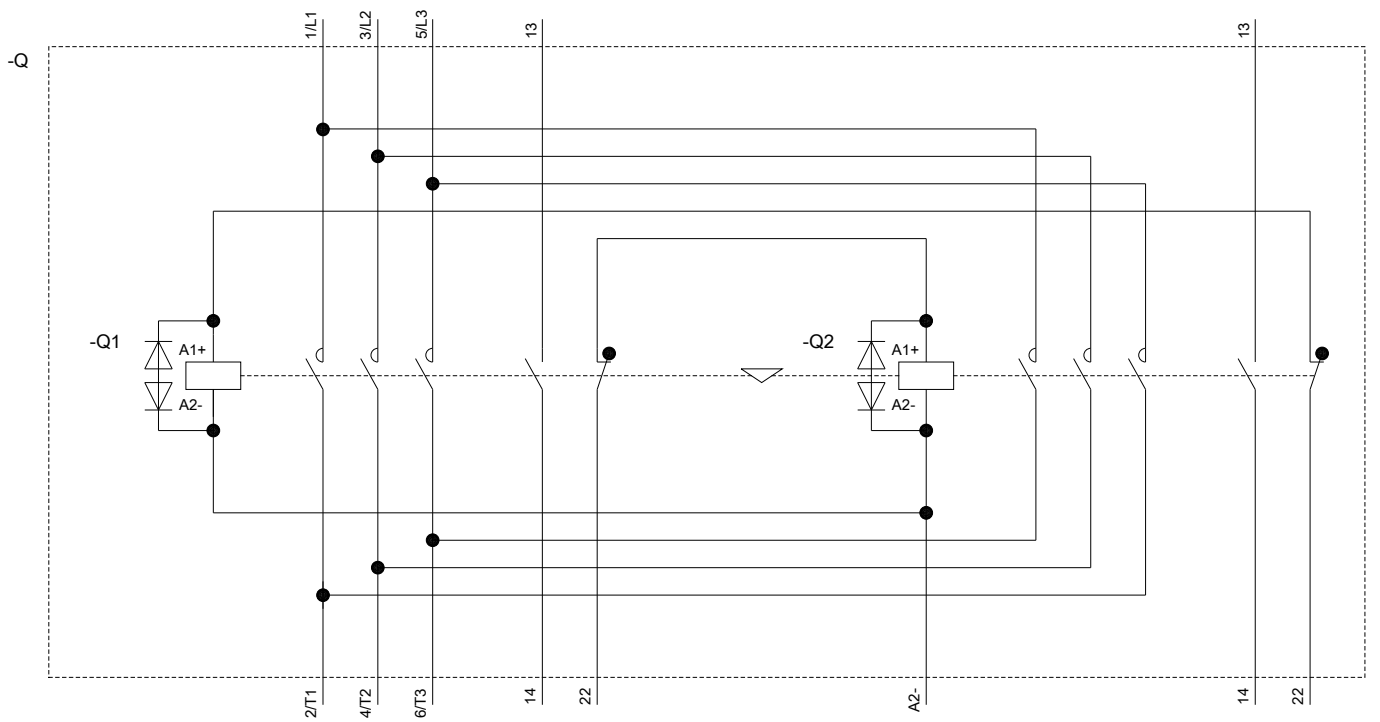 1/L1
3/L2
5/L3
13
13
-Q
-Q1
A1+
A2-
-Q2
A1+
A2-
2/T1
4/T2
6/T3
14
22
A2-
14
22